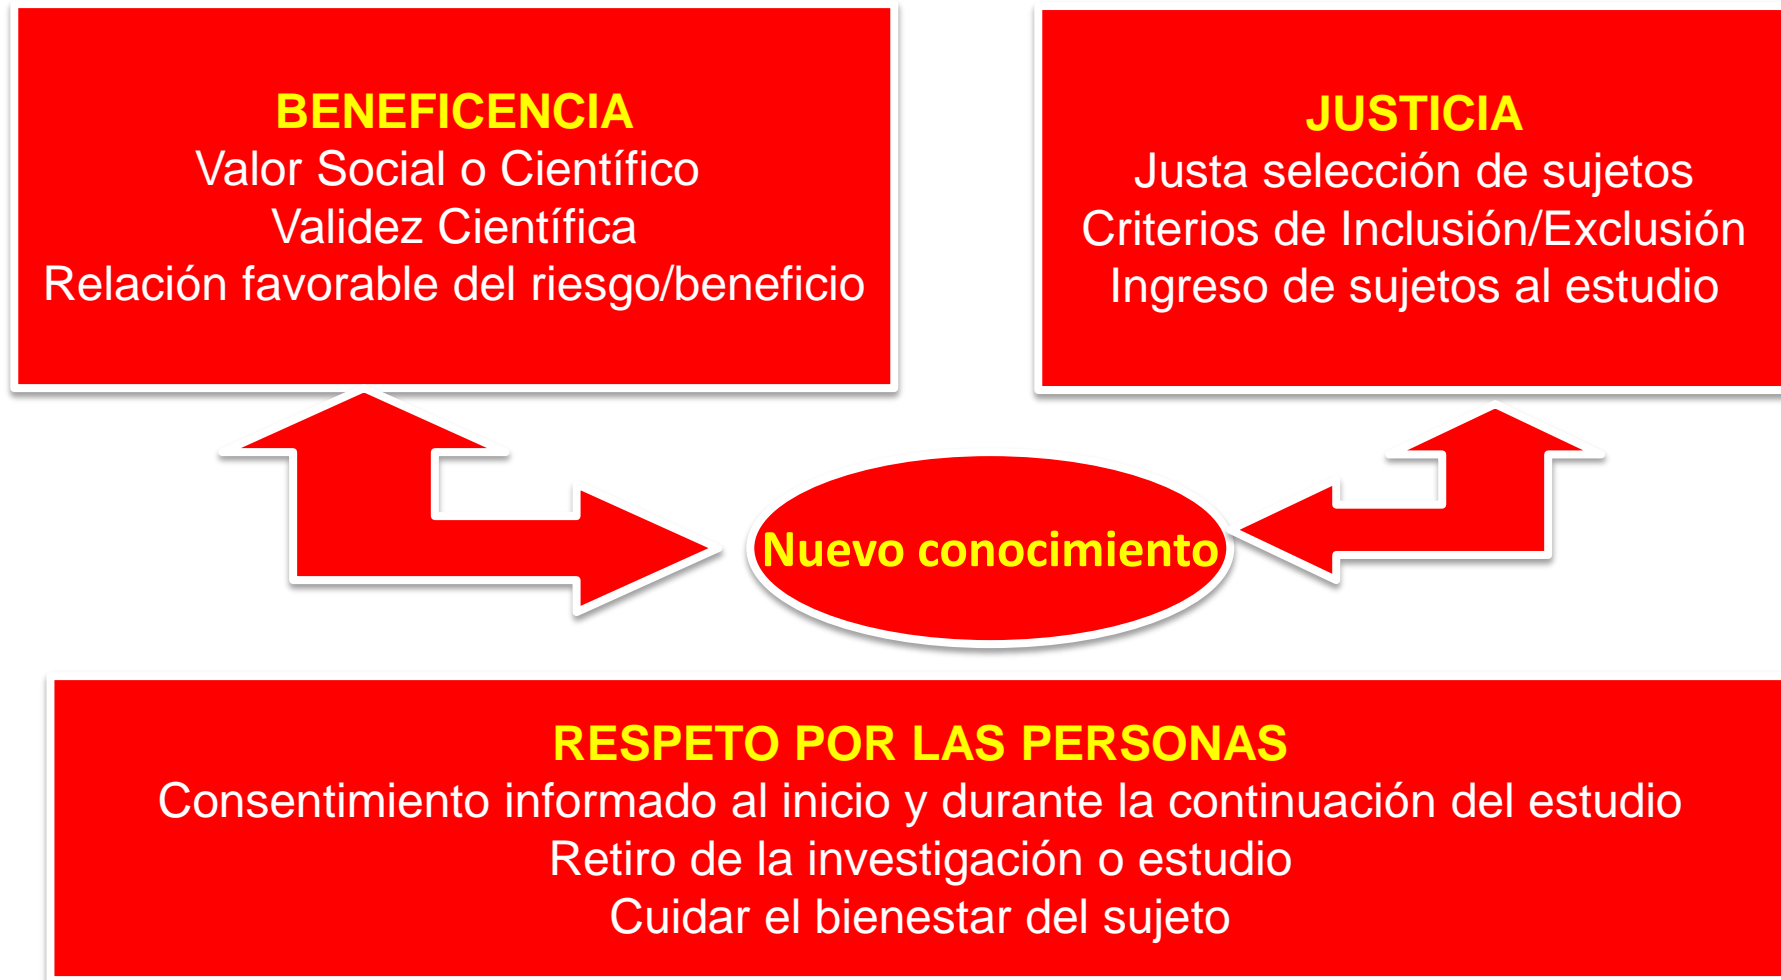 BENEFICENCIA
Valor Social o Científico
Validez Científica
Relación favorable del riesgo/beneficio
JUSTICIA
Justa selección de sujetos
Criterios de Inclusión/Exclusión
Ingreso de sujetos al estudio
Nuevo conocimiento
RESPETO POR LAS PERSONAS
Consentimiento informado al inicio y durante la continuación del estudio
Retiro de la investigación o estudio
Cuidar el bienestar del sujeto